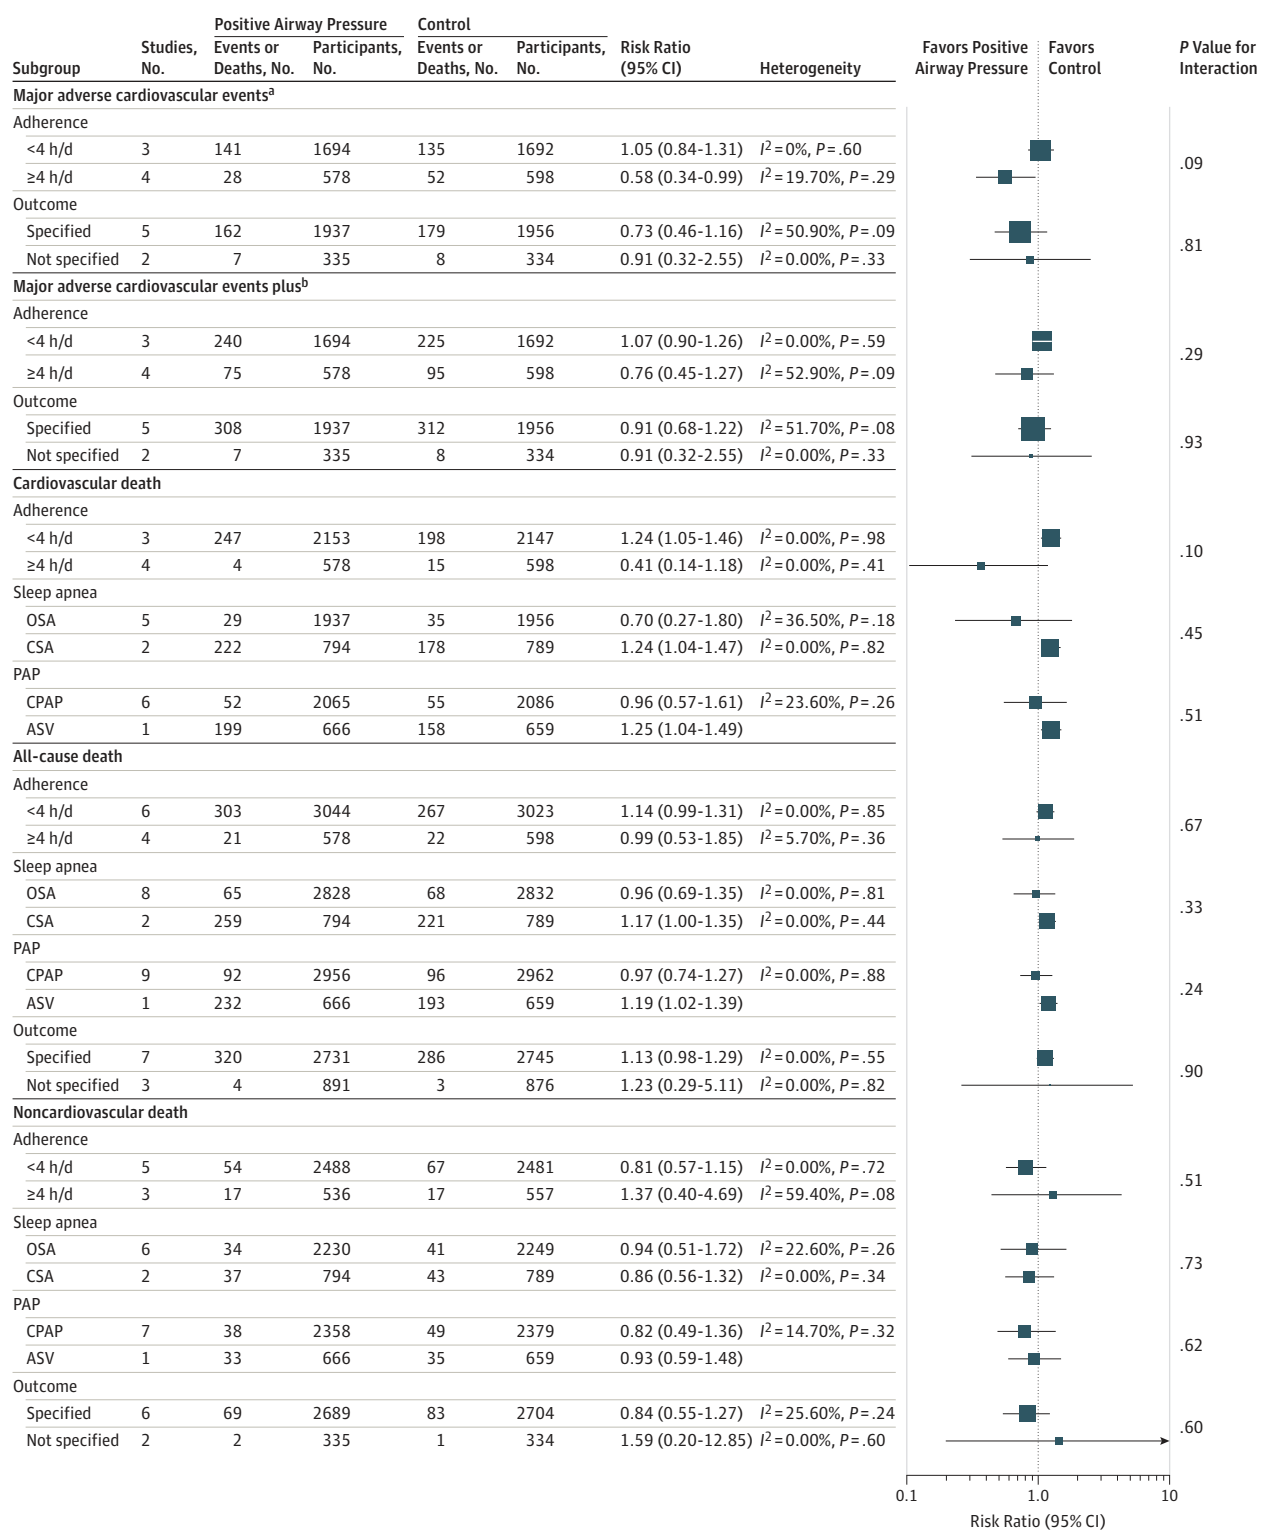 Positive Airway Pressure Control
Studies, Events or Participants, Events or Participants, Risk Ratio Favors Positive Favors P Value for
Subgroup No. Deaths, No. No. Deaths, No. No. (95% CI) Heterogeneity Airway Pressure Control Interaction
Major adverse cardiovascular eventsᵃ
Adherence
<4 h/d 3 141 1694 135 1692 1.05 (0.84-1.31) I²=0%, P=.60
.09
≥4 h/d 4 28 578 52 598 0.58 (0.34-0.99) I²=19.70%, P=.29
Outcome
Specified 5 162 1937 179 1956 0.73 (0.46-1.16) I²=50.90%, P=.09
.81
Not specified 2 7 335 8 334 0.91 (0.32-2.55) I²=0.00%, P=.33
Major adverse cardiovascular events plusᵇ
Adherence
<4 h/d 3 240 1694 225 1692 1.07 (0.90-1.26) I²=0.00%, P=.59
.29
≥4 h/d 4 75 578 95 598 0.76 (0.45-1.27) I²=52.90%, P=.09
Outcome
Specified 5 308 1937 312 1956 0.91 (0.68-1.22) I²=51.70%, P=.08
.93
Not specified 2 7 335 8 334 0.91 (0.32-2.55) I²=0.00%, P=.33
Cardiovascular death
Adherence
<4 h/d 3 247 2153 198 2147 1.24 (1.05-1.46) I²=0.00%, P=.98
.10
≥4 h/d 4 4 578 15 598 0.41 (0.14-1.18) I²=0.00%, P=.41
Sleep apnea
OSA 5 29 1937 35 1956 0.70 (0.27-1.80) I²=36.50%, P=.18
.45
CSA 2 222 794 178 789 1.24 (1.04-1.47) I²=0.00%, P=.82
PAP
CPAP 6 52 2065 55 2086 0.96 (0.57-1.61) I²=23.60%, P=.26
.51
ASV 1 199 666 158 659 1.25 (1.04-1.49)
All-cause death
Adherence
<4 h/d 6 303 3044 267 3023 1.14 (0.99-1.31) I²=0.00%, P=.85
.67
≥4 h/d 4 21 578 22 598 0.99 (0.53-1.85) I²=5.70%, P=.36
Sleep apnea
OSA 8 65 2828 68 2832 0.96 (0.69-1.35) I²=0.00%, P=.81
.33
CSA 2 259 794 221 789 1.17 (1.00-1.35) I²=0.00%, P=.44
PAP
CPAP 9 92 2956 96 2962 0.97 (0.74-1.27) I²=0.00%, P=.88
.24
ASV 1 232 666 193 659 1.19 (1.02-1.39)
Outcome
Specified 7 320 2731 286 2745 1.13 (0.98-1.29) I²=0.00%, P=.55
.90
Not specified 3 4 891 3 876 1.23 (0.29-5.11) I²=0.00%, P=.82
Noncardiovascular death
Adherence
<4 h/d 5 54 2488 67 2481 0.81 (0.57-1.15) I²=0.00%, P=.72
.51
≥4 h/d 3 17 536 17 557 1.37 (0.40-4.69) I²=59.40%, P=.08
Sleep apnea
OSA 6 34 2230 41 2249 0.94 (0.51-1.72) I²=22.60%, P=.26
.73
CSA 2 37 794 43 789 0.86 (0.56-1.32) I²=0.00%, P=.34
PAP
CPAP 7 38 2358 49 2379 0.82 (0.49-1.36) I²=14.70%, P=.32
.62
ASV 1 33 666 35 659 0.93 (0.59-1.48)
Outcome
Specified 6 69 2689 83 2704 0.84 (0.55-1.27) I²=25.60%, P=.24
.60
Not specified 2 2 335 1 334 1.59 (0.20-12.85) I²=0.00%, P=.60
0.1 1.0 10
Risk Ratio (95% CI)